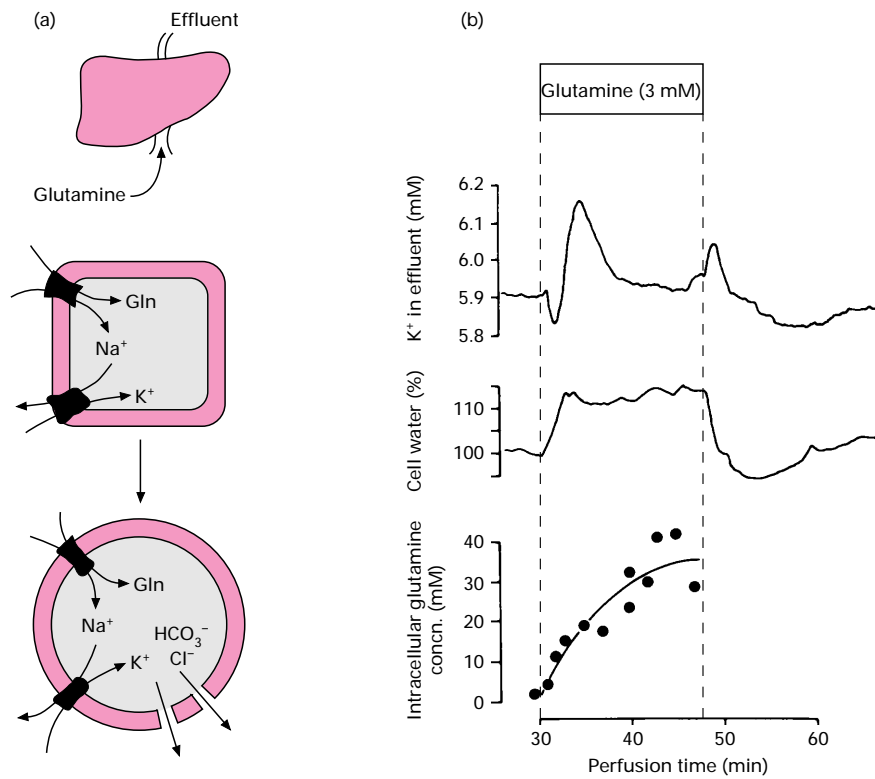 (a)
Effluent
Glutamine
Gln
Na⁺
K⁺
Gln
Na⁺
HCO₃⁻
Cl⁻
K⁺
(b)
Glutamine (3 mM)
K⁺ in effluent (mM)
6.2
6.1
6.0
5.9
5.8
Cell water (%)
110
100
Intracellular glutamine
concn. (mM)
40
30
20
10
0
30 40 50 60
Perfusion time (min)